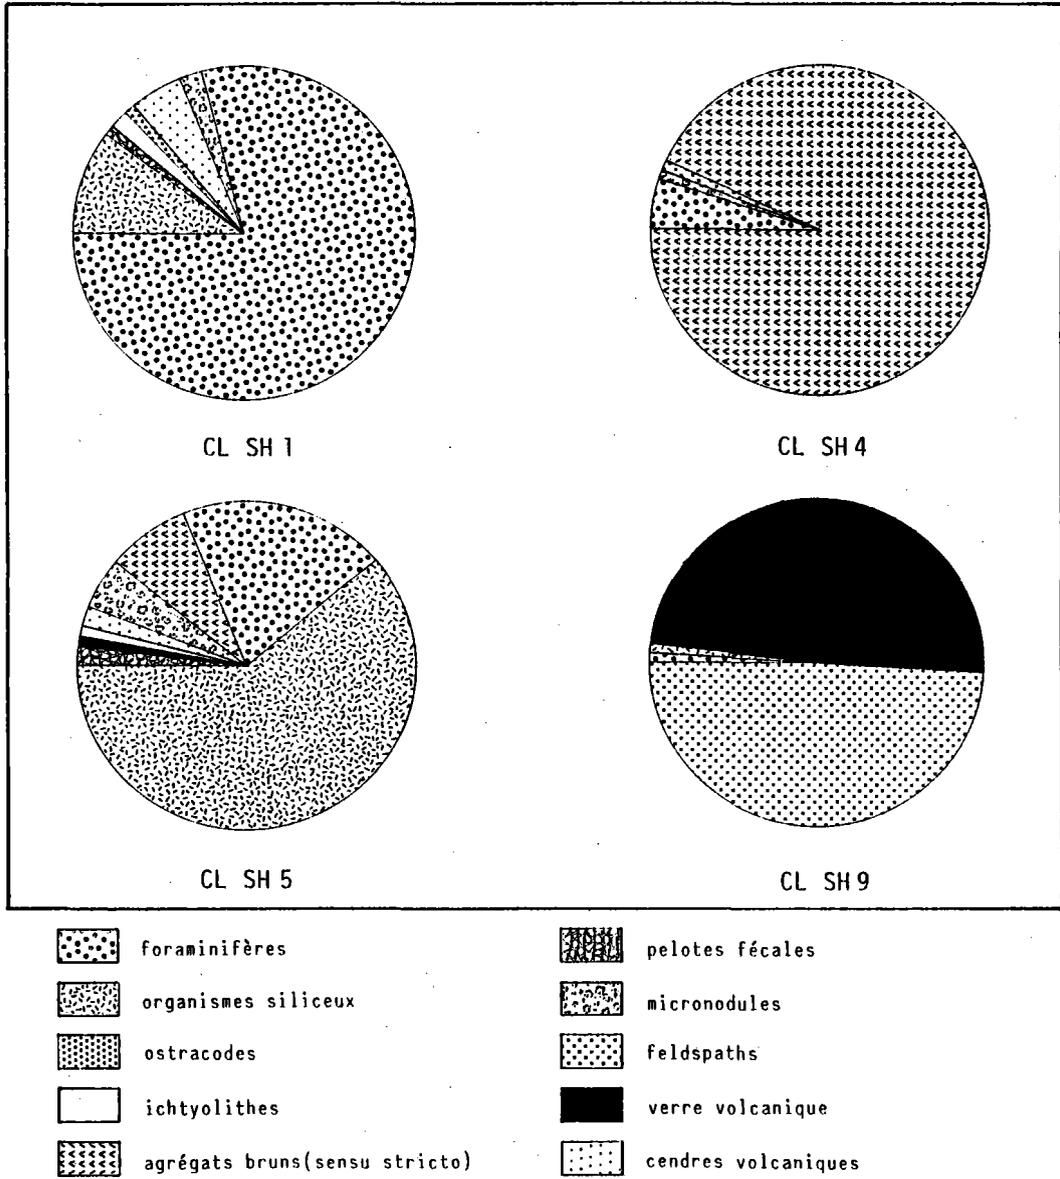 CL SH 1
CL SH 4
CL SH 5
CL SH 9
foraminifères
organismes siliceux
ostracodes
ichtyolithes
agrégats bruns(sensu stricto)
pelotes fécales
micronodules
feldspaths
verre volcanique
cendres volcaniques